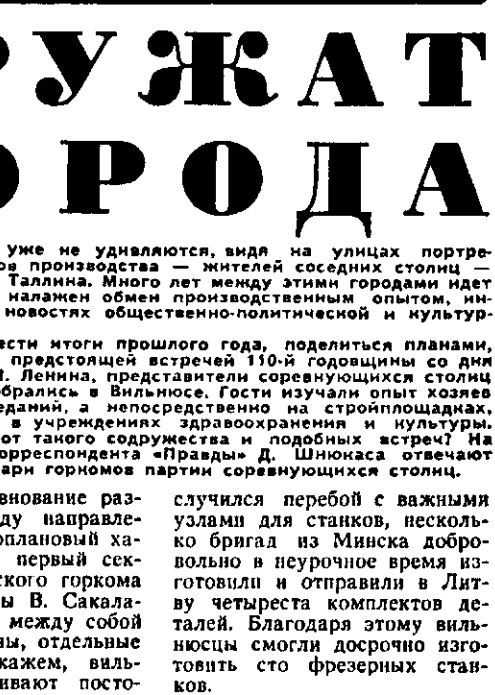 РУЖАТ
ОРОДА
уже не удивляются, видя на улицах портре-
ов производства — жителей соседних столиц —
Таллина. Много лет между этими городами идет
налажен обмен производственным опытом, ин-
новостях общественно-политической и культур-
ести итоги прошлого года, поделиться планами,
предстоящей встречей 110-й годовщины со дня
И. Ленина, представители соревнующихся столиц
обрались в Вильнюсе. Гости изучали опыт хозяев
еданий, а непосредственно на стройплощадках,
в учреждениях здравоохранения и культуры.
от такого содружества и подобных встреч? На
орреспондента «Правды» Д. Шнюкаса отвечают
ари горкомов партии соревнующихся столиц.
внование раз-
ду направле-
оплановый ха-
первый сек-
ского горкома
ы В. Сакала-
между собой
ны, отдельные
кажем, виль-
ивают посто-
случился перебой с важными
узлами для станков, несколь-
ко бригад из Минска добро-
вольно в неурочное время из-
готовили и отправили в Лит-
ву четыреста комплектов де-
талей. Благодаря этому виль-
нюсцы смогли досрочно изго-
товить сто фрезерных стан-
ков.